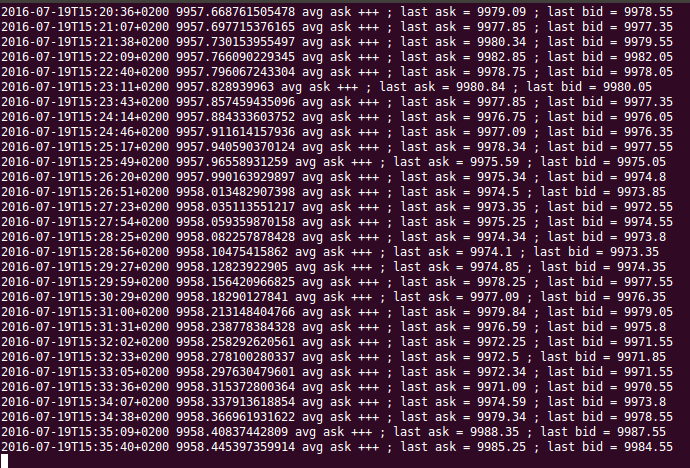 2016-07-19T15:20:36+0200 9957.668761505478 avg ask +++ ; last ask = 9979.09 ; last bid = 9978.55
2016-07-19T15:21:07+0200 9957.697715376165 avg ask +++ ; last ask = 9977.85 ; last bid = 9977.35
2016-07-19T15:21:38+0200 9957.730153955497 avg ask +++ ; last ask = 9980.34 ; last bid = 9979.55
2016-07-19T15:22:09+0200 9957.766090229345 avg ask +++ ; last ask = 9982.85 ; last bid = 9982.05
2016-07-19T15:22:40+0200 9957.796067243304 avg ask +++ ; last ask = 9978.75 ; last bid = 9978.05
2016-07-19T15:23:11+0200 9957.828939963 avg ask +++ ; last ask = 9980.84 ; last bid = 9980.05
2016-07-19T15:23:43+0200 9957.857459435096 avg ask +++ ; last ask = 9977.85 ; last bid = 9977.35
2016-07-19T15:24:14+0200 9957.884333603752 avg ask +++ ; last ask = 9976.75 ; last bid = 9976.05
2016-07-19T15:24:46+0200 9957.911614157936 avg ask +++ ; last ask = 9977.09 ; last bid = 9976.35
2016-07-19T15:25:17+0200 9957.940590370124 avg ask +++ ; last ask = 9978.34 ; last bid = 9977.55
2016-07-19T15:25:49+0200 9957.96558931259 avg ask +++ ; last ask = 9975.59 ; last bid = 9975.05
2016-07-19T15:26:20+0200 9957.990163929897 avg ask +++ ; last ask = 9975.34 ; last bid = 9974.8
2016-07-19T15:26:51+0200 9958.013482907398 avg ask +++ ; last ask = 9974.5 ; last bid = 9973.85
2016-07-19T15:27:23+0200 9958.035113551217 avg ask +++ ; last ask = 9973.35 ; last bid = 9972.55
2016-07-19T15:27:54+0200 9958.059359870158 avg ask +++ ; last ask = 9975.25 ; last bid = 9974.55
2016-07-19T15:28:25+0200 9958.082257878428 avg ask +++ ; last ask = 9974.34 ; last bid = 9973.8
2016-07-19T15:28:56+0200 9958.10475415862 avg ask +++ ; last ask = 9974.1 ; last bid = 9973.35
2016-07-19T15:29:27+0200 9958.12823922905 avg ask +++ ; last ask = 9974.85 ; last bid = 9974.35
2016-07-19T15:29:59+0200 9958.156420966825 avg ask +++ ; last ask = 9978.25 ; last bid = 9977.55
2016-07-19T15:30:29+0200 9958.18290127841 avg ask +++ ; last ask = 9977.09 ; last bid = 9976.35
2016-07-19T15:31:00+0200 9958.213148404766 avg ask +++ ; last ask = 9979.84 ; last bid = 9979.05
2016-07-19T15:31:31+0200 9958.238778384328 avg ask +++ ; last ask = 9976.59 ; last bid = 9975.8
2016-07-19T15:32:02+0200 9958.258292620561 avg ask +++ ; last ask = 9972.25 ; last bid = 9971.55
2016-07-19T15:32:33+0200 9958.278100280337 avg ask +++ ; last ask = 9972.5 ; last bid = 9971.85
2016-07-19T15:33:05+0200 9958.297630479601 avg ask +++ ; last ask = 9972.34 ; last bid = 9971.55
2016-07-19T15:33:36+0200 9958.315372800364 avg ask +++ ; last ask = 9971.09 ; last bid = 9970.55
2016-07-19T15:34:07+0200 9958.337913618854 avg ask +++ ; last ask = 9974.59 ; last bid = 9973.8
2016-07-19T15:34:38+0200 9958.366961931622 avg ask +++ ; last ask = 9979.34 ; last bid = 9978.55
2016-07-19T15:35:09+0200 9958.40837442809 avg ask +++ ; last ask = 9988.35 ; last bid = 9987.55
2016-07-19T15:35:40+0200 9958.445397359914 avg ask +++ ; last ask = 9985.25 ; last bid = 9984.55